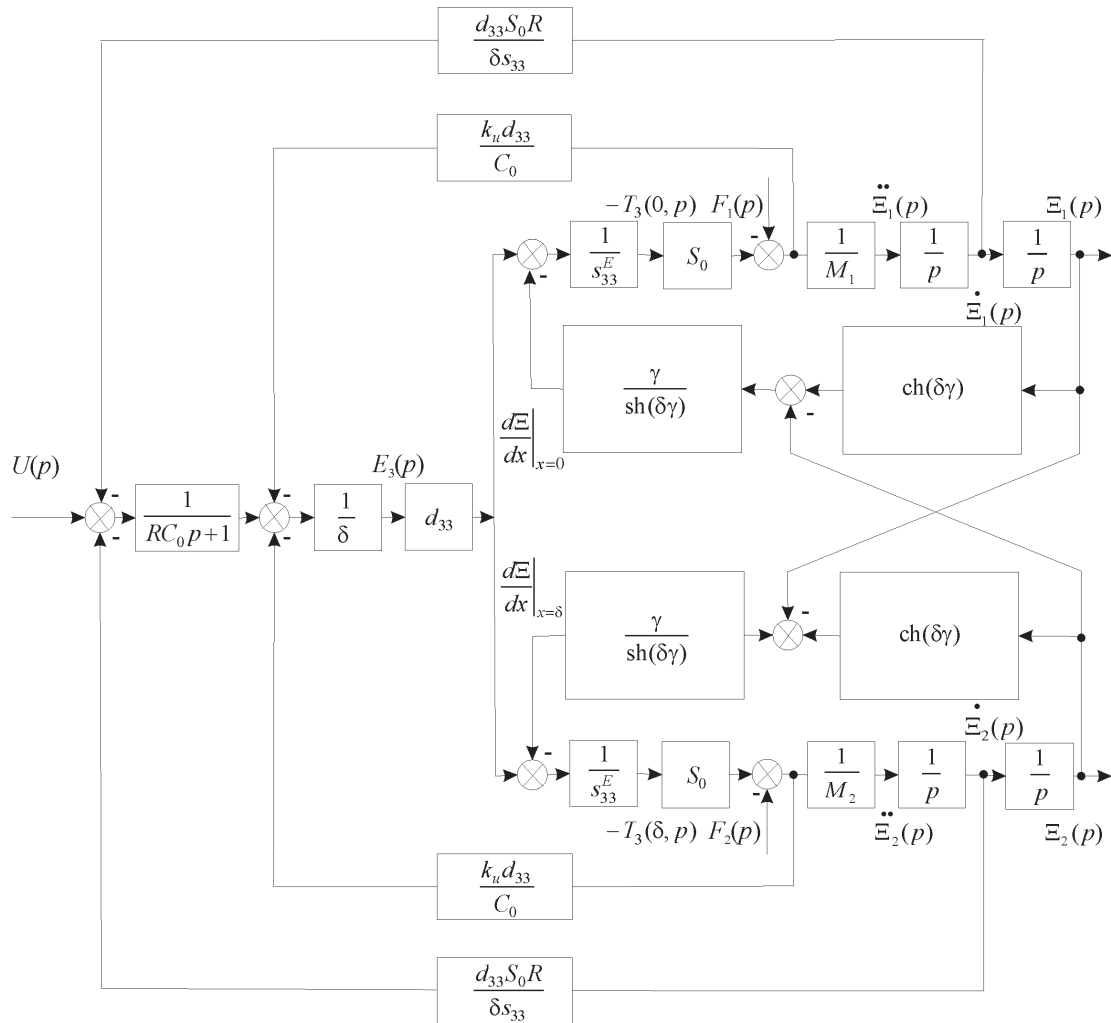 d₃₃S₀R
δs₃₃
kᵤd₃₃
C₀
−T₃(0, p) F₁(p) Ξ̈₁(p) Ξ₁(p)
-
1
s₃₃ᴱ
S₀
-
1
M₁
1
p
1
p
-
Ξ̇₁(p)
γ
sh(δγ)
-
ch(δγ)
dΞ
dx |ₓ₌₀
U(p)
E₃(p)
-
-
1
RC₀p+1
-
-
1
δ
d₃₃
dΞ
dx |ₓ₌δ
γ
sh(δγ)
-
ch(δγ)
Ξ̇₂(p)
-
1
s₃₃ᴱ
S₀
-
1
M₂
1
p
1
p
−T₃(δ, p) F₂(p) Ξ̈₂(p) Ξ₂(p)
kᵤd₃₃
C₀
d₃₃S₀R
δs₃₃